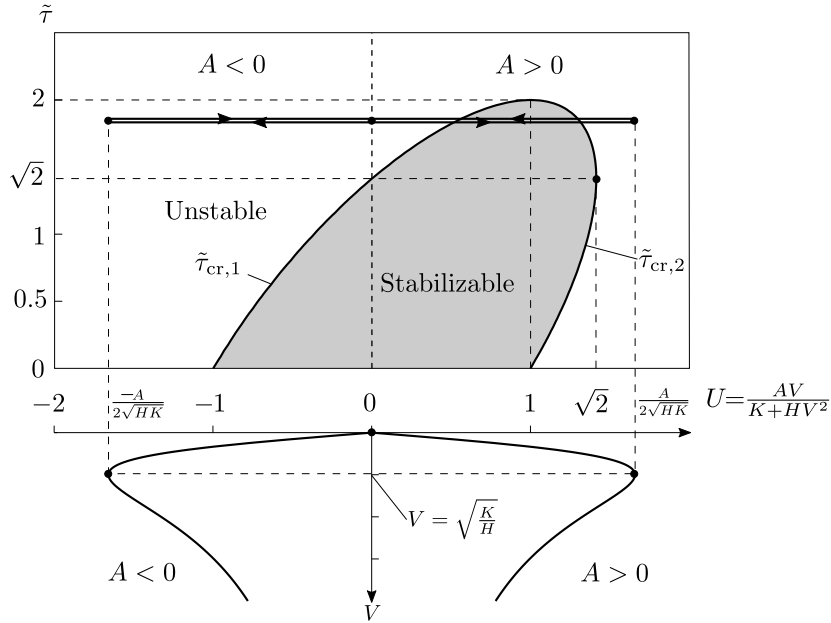 τ̃
A < 0
A > 0
2
√2
Unstable
1
τ̃cr,1
τ̃cr,2
Stabilizable
0.5
0
−2
−A/(2√HK)
−1
0
1
√2
A/(2√HK)
U=AV/(K+HV²)
V = √(K/H)
A < 0
A > 0
V